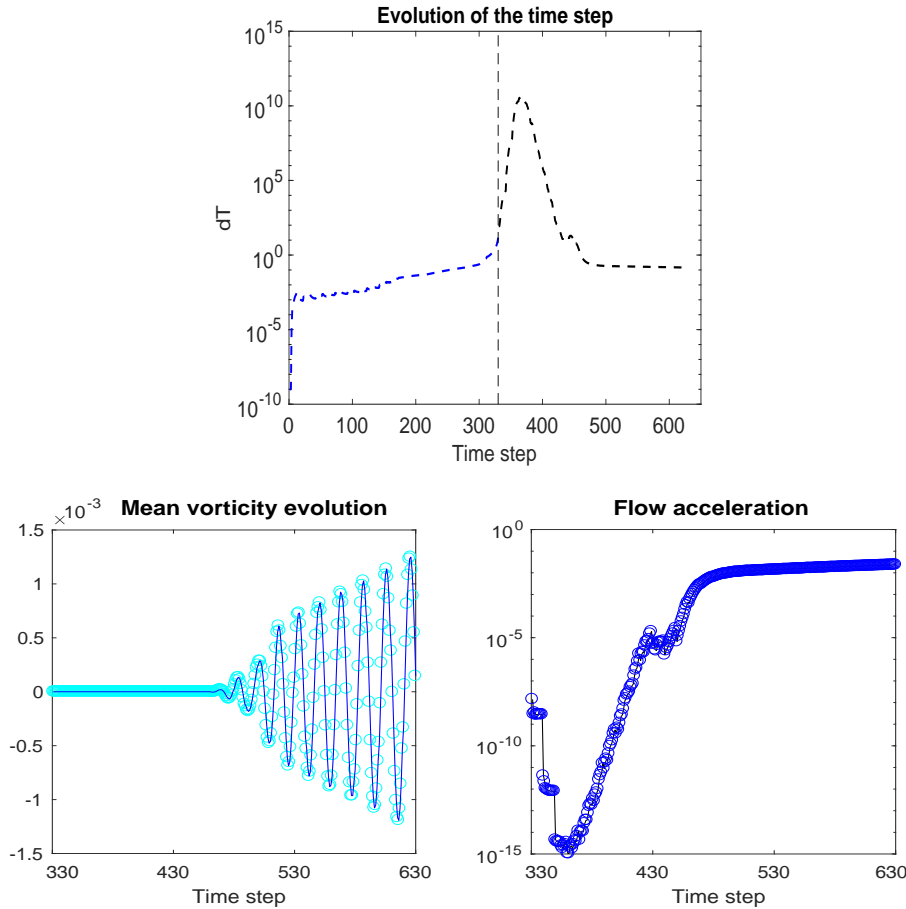 Evolution of the time step
10^15
10^10
10^5
10^0
10^-5
10^-10
dT
0 100 200 300 400 500 600
Time step
Mean vorticity evolution
×10^-3
1.5
1
0.5
0
-0.5
-1
-1.5
330 430 530 630
Time step
Flow acceleration
10^0
10^-5
10^-10
10^-15
330 430 530 630
Time step